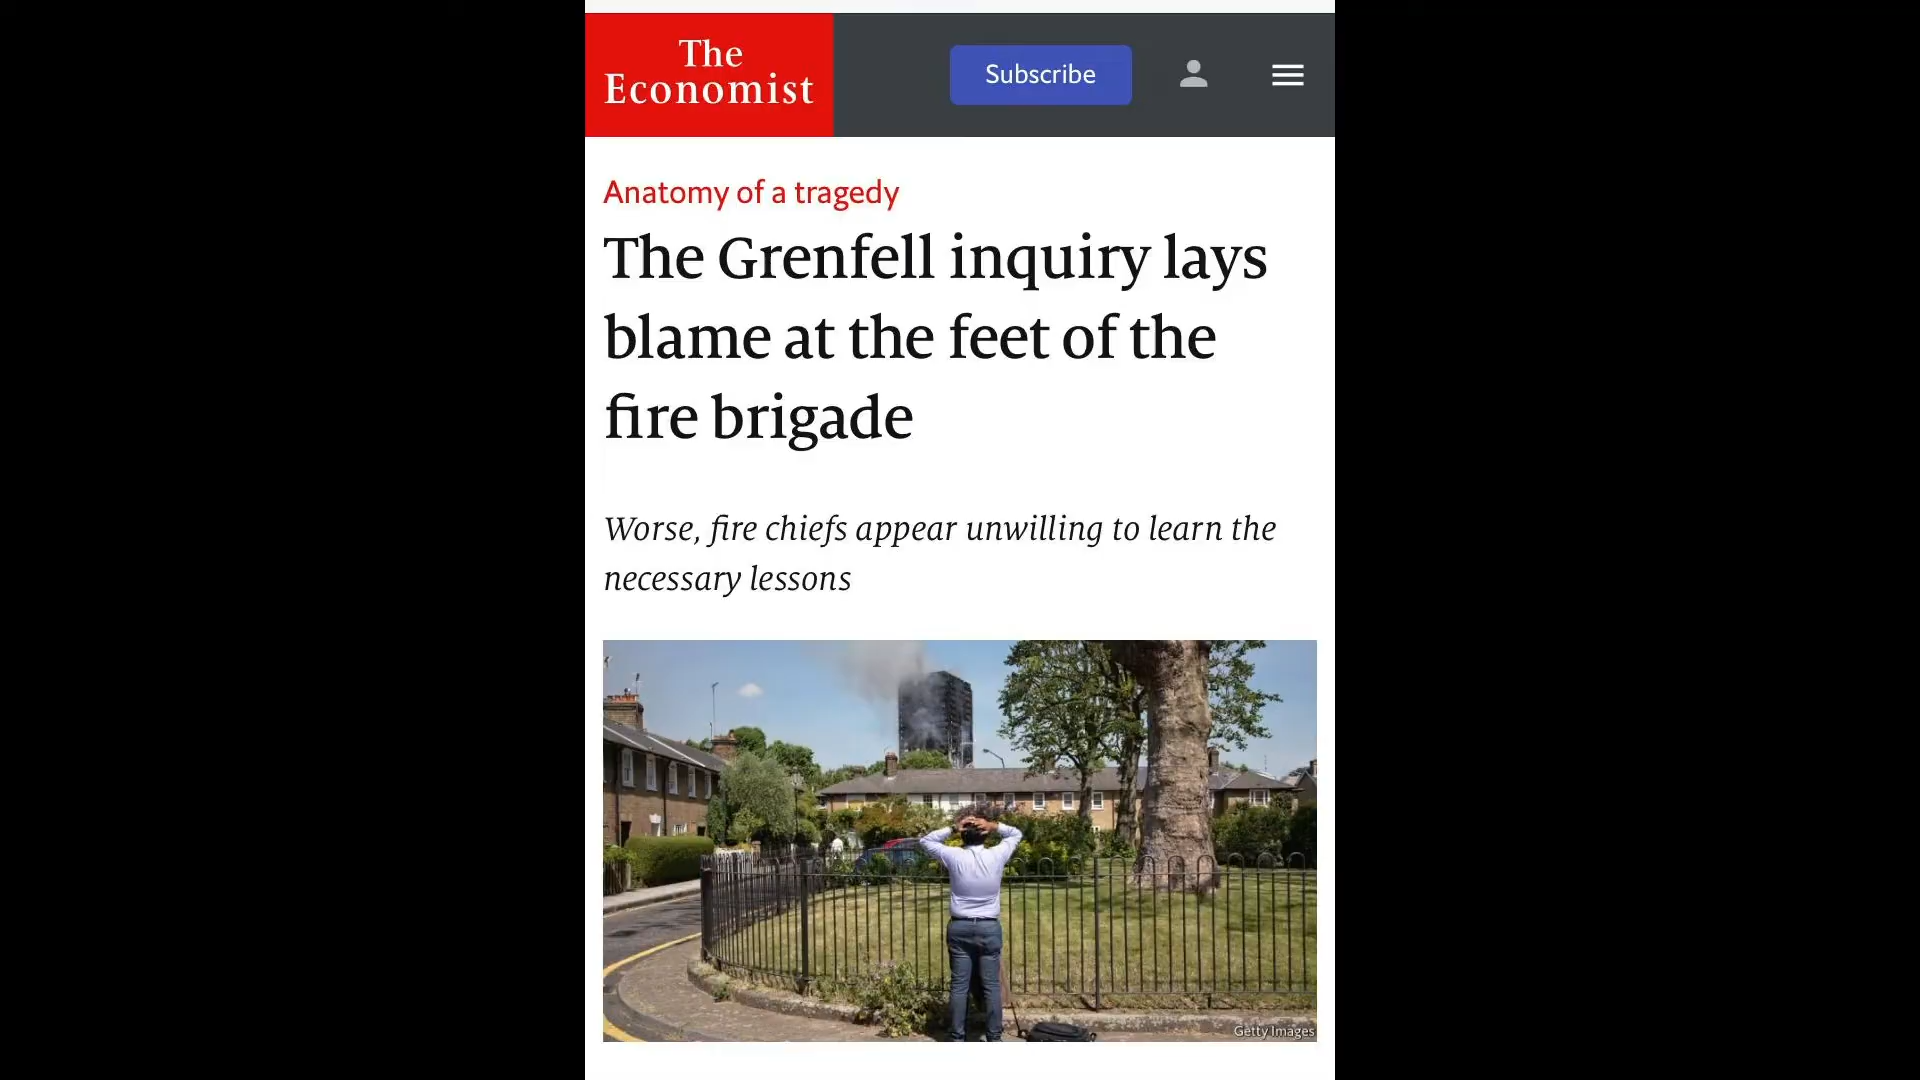 The
Economist
Subscribe
Anatomy of a tragedy
The Grenfell inquiry lays
blame at the feet of the
fire brigade
Worse, fire chiefs appear unwilling to learn the
necessary lessons
Getty Images